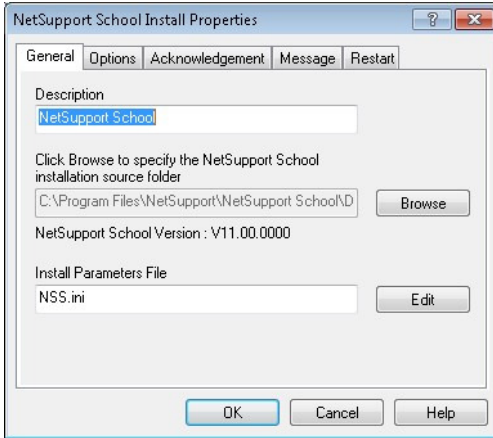 NetSupport School Install Properties
General Options Acknowledgement Message Restart
Description
NetSupport School
Click Browse to specify the NetSupport School
installation source folder
C:\Program Files\NetSupport\NetSupport School\D Browse
NetSupport School Version : V11.00.0000
Install Parameters File
NSS.ini Edit
OK Cancel Help